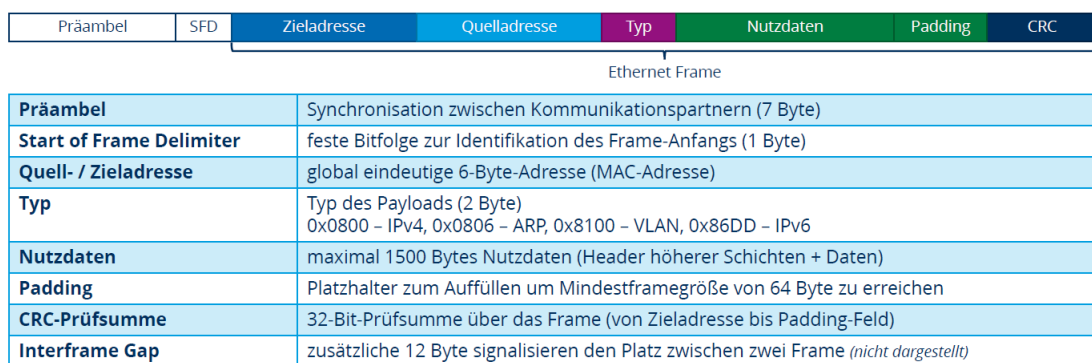 Präambel SFD Zieladresse Quelladresse Typ Nutzdaten Padding CRC
Ethernet Frame
Präambel Synchronisation zwischen Kommunikationspartnern (7 Byte)
Start of Frame Delimiter feste Bitfolge zur Identifikation des Frame-Anfangs (1 Byte)
Quell- / Zieladresse global eindeutige 6-Byte-Adresse (MAC-Adresse)
Typ Typ des Payloads (2 Byte)
0x0800 – IPv4, 0x0806 – ARP, 0x8100 – VLAN, 0x86DD – IPv6
Nutzdaten maximal 1500 Bytes Nutzdaten (Header höherer Schichten + Daten)
Padding Platzhalter zum Auffüllen um Mindestframegröße von 64 Byte zu erreichen
CRC-Prüfsumme 32-Bit-Prüfsumme über das Frame (von Zieladresse bis Padding-Feld)
Interframe Gap zusätzliche 12 Byte signalisieren den Platz zwischen zwei Frame (nicht dargestellt)